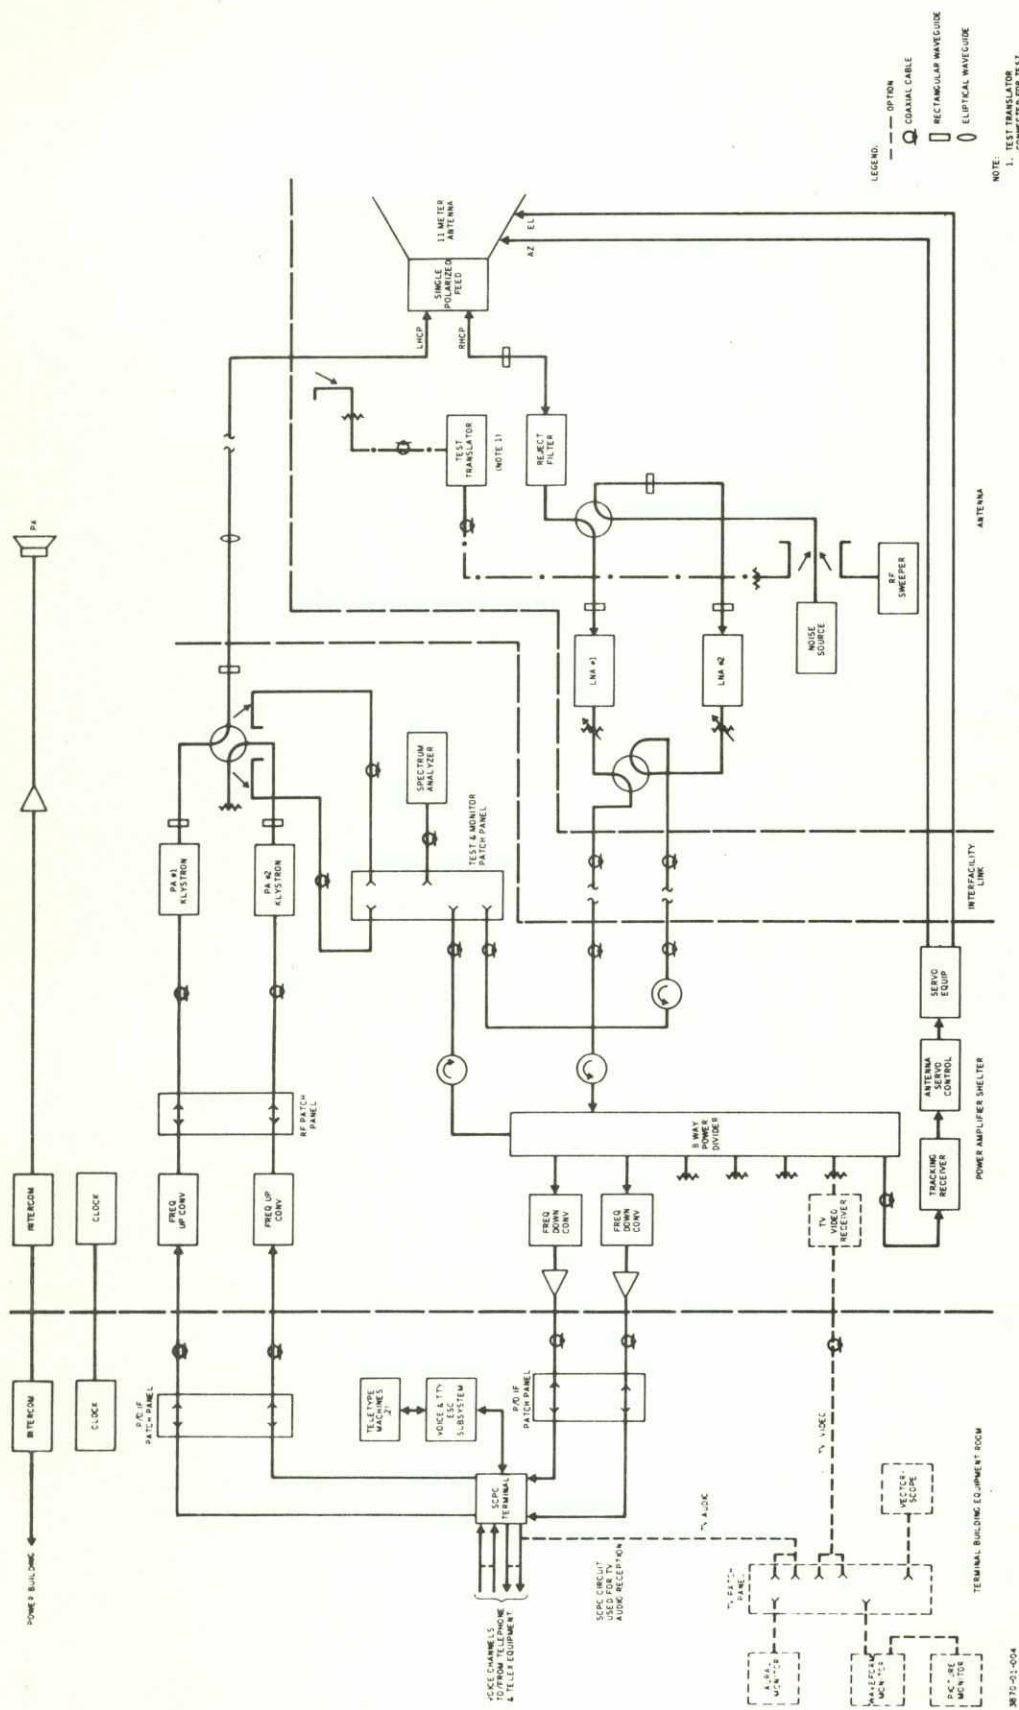 POWER BUILDING
INTERCOM
INTERCOM
PA
CLOCK
CLOCK
P/O IF
PATCH PANEL
FREQ
UP CONV
FREQ UP
CONV
RF PATCH
PANEL
PA #1
KLYSTRON
PA #2
KLYSTRON
SPECTRUM
ANALYZER
TEST & MONITOR
PATCH PANEL
TELETYPE
MACHINES
VOICE & TTY
ESC
SUBSYSTEM
SCPC
TERMINAL
VOICE CHANNELS
TO/FROM TELEPHONE
& TELEX EQUIPMENT
P/O IF
PATCH PANEL
FREQ
DOWN
CONV
FREQ
DOWN
CONV
8 WAY
POWER
DIVIDER
LHCP
RHCP
SINGLE
POLARIZED
FEED
11 METER
ANTENNA
AZ
EL
TEST
TRANSLATOR
(NOTE 1)
REJECT
FILTER
LNA #1
LNA #2
NOISE
SOURCE
RF
SWEEPER
SCPC CIRCUIT
USED FOR TV
AUDIO RECEPTION
TV AUDIO
TV VIDEO
TV
VIDEO
RECEIVER
TRACKING
RECEIVER
ANTENNA
SERVO
CONTROL
SERVO
EQUIP
TV PATCH
PANEL
VECTOR-
SCOPE
MONITOR
WAVEFORM
MONITOR
PICTURE
MONITOR
TERMINAL BUILDING EQUIPMENT ROOM
POWER AMPLIFIER SHELTER
INTERFACILITY
LINK
ANTENNA
LEGEND:
OPTION
COAXIAL CABLE
RECTANGULAR WAVEGUIDE
ELIPTICAL WAVEGUIDE
NOTE:
1. TEST TRANSLATOR
CONNECTED FOR TEST
3870-01-004